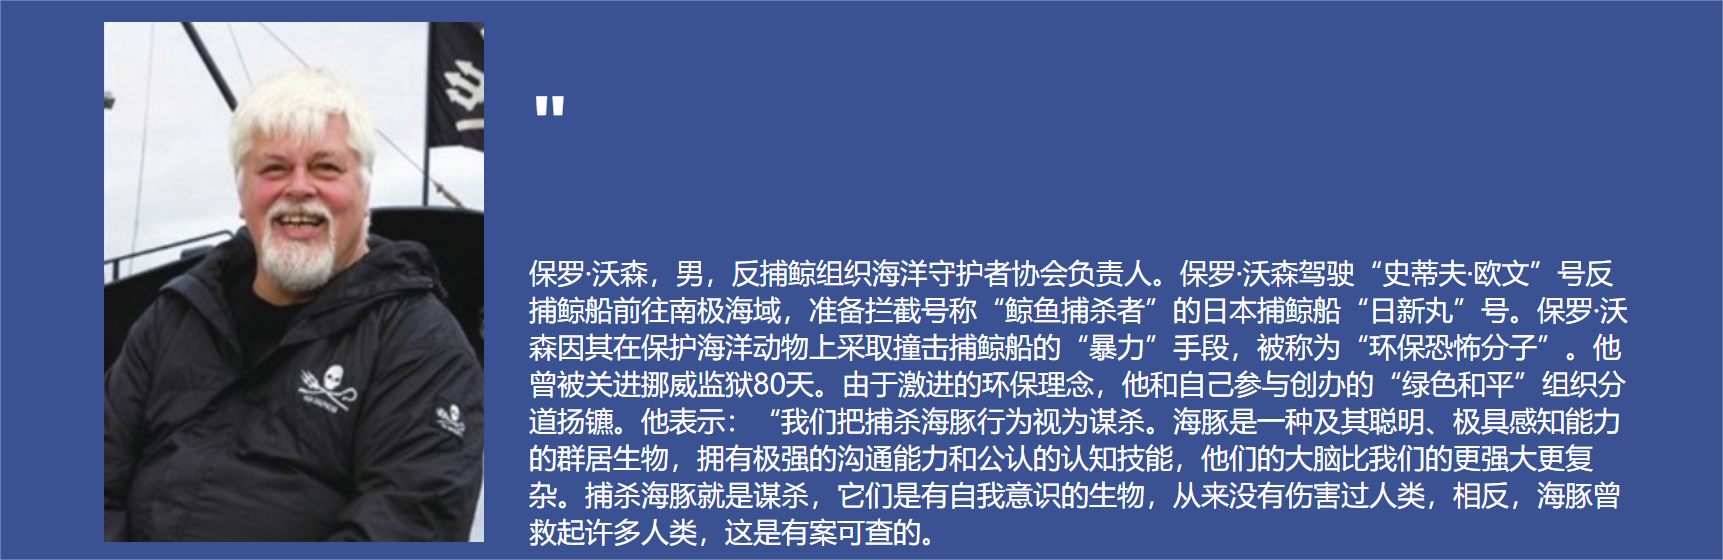 "
保罗·沃森，男，反捕鲸组织海洋守护者协会负责人。保罗·沃森驾驶“史蒂夫·欧文”号反
捕鲸船前往南极海域，准备拦截号称“鲸鱼捕杀者”的日本捕鲸船“日新丸”号。保罗·沃
森因其在保护海洋动物上采取撞击捕鲸船的“暴力”手段，被称为“环保恐怖分子”。他
曾被关进挪威监狱80天。由于激进的环保理念，他和自己参与创办的“绿色和平”组织分
道扬镳。他表示：“我们把捕杀海豚行为视为谋杀。海豚是一种及其聪明、极具感知能力
的群居生物，拥有极强的沟通能力和公认的认知技能，他们的大脑比我们的更强大更复
杂。捕杀海豚就是谋杀，它们是有自我意识的生物，从来没有伤害过人类，相反，海豚曾
救起许多人类，这是有案可查的。